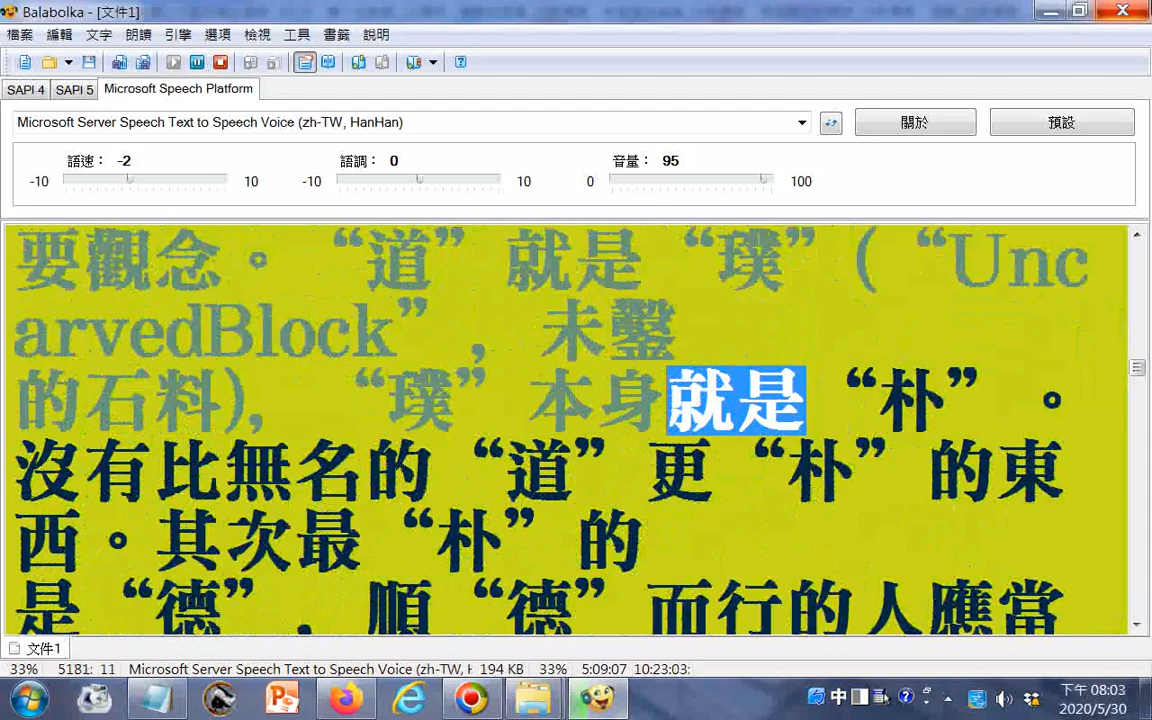 Balabolka - [文件1]
檔案 編輯 文字 朗讀 引擎 選項 檢視 工具 書籤 說明
SAPI 4 SAPI 5 Microsoft Speech Platform
Microsoft Server Speech Text to Speech Voice (zh-TW, HanHan) 關於 預設
語速： -2 語調： 0 音量： 95
-10 10 -10 10 0 100
要觀念。“道”就是“璞”(“Unc
arvedBlock”，未鑿
的石料)，“璞”本身就是“朴”。
沒有比無名的“道”更“朴”的東
西。其次最“朴”的
是“德”，順“德”而行的人應當
文件1
33% 5181: 11 Microsoft Server Speech Text to Speech Voice (zh-TW, H 194 KB 33% 5:09:07 10:23:03:
中 下午 08:03
2020/5/30